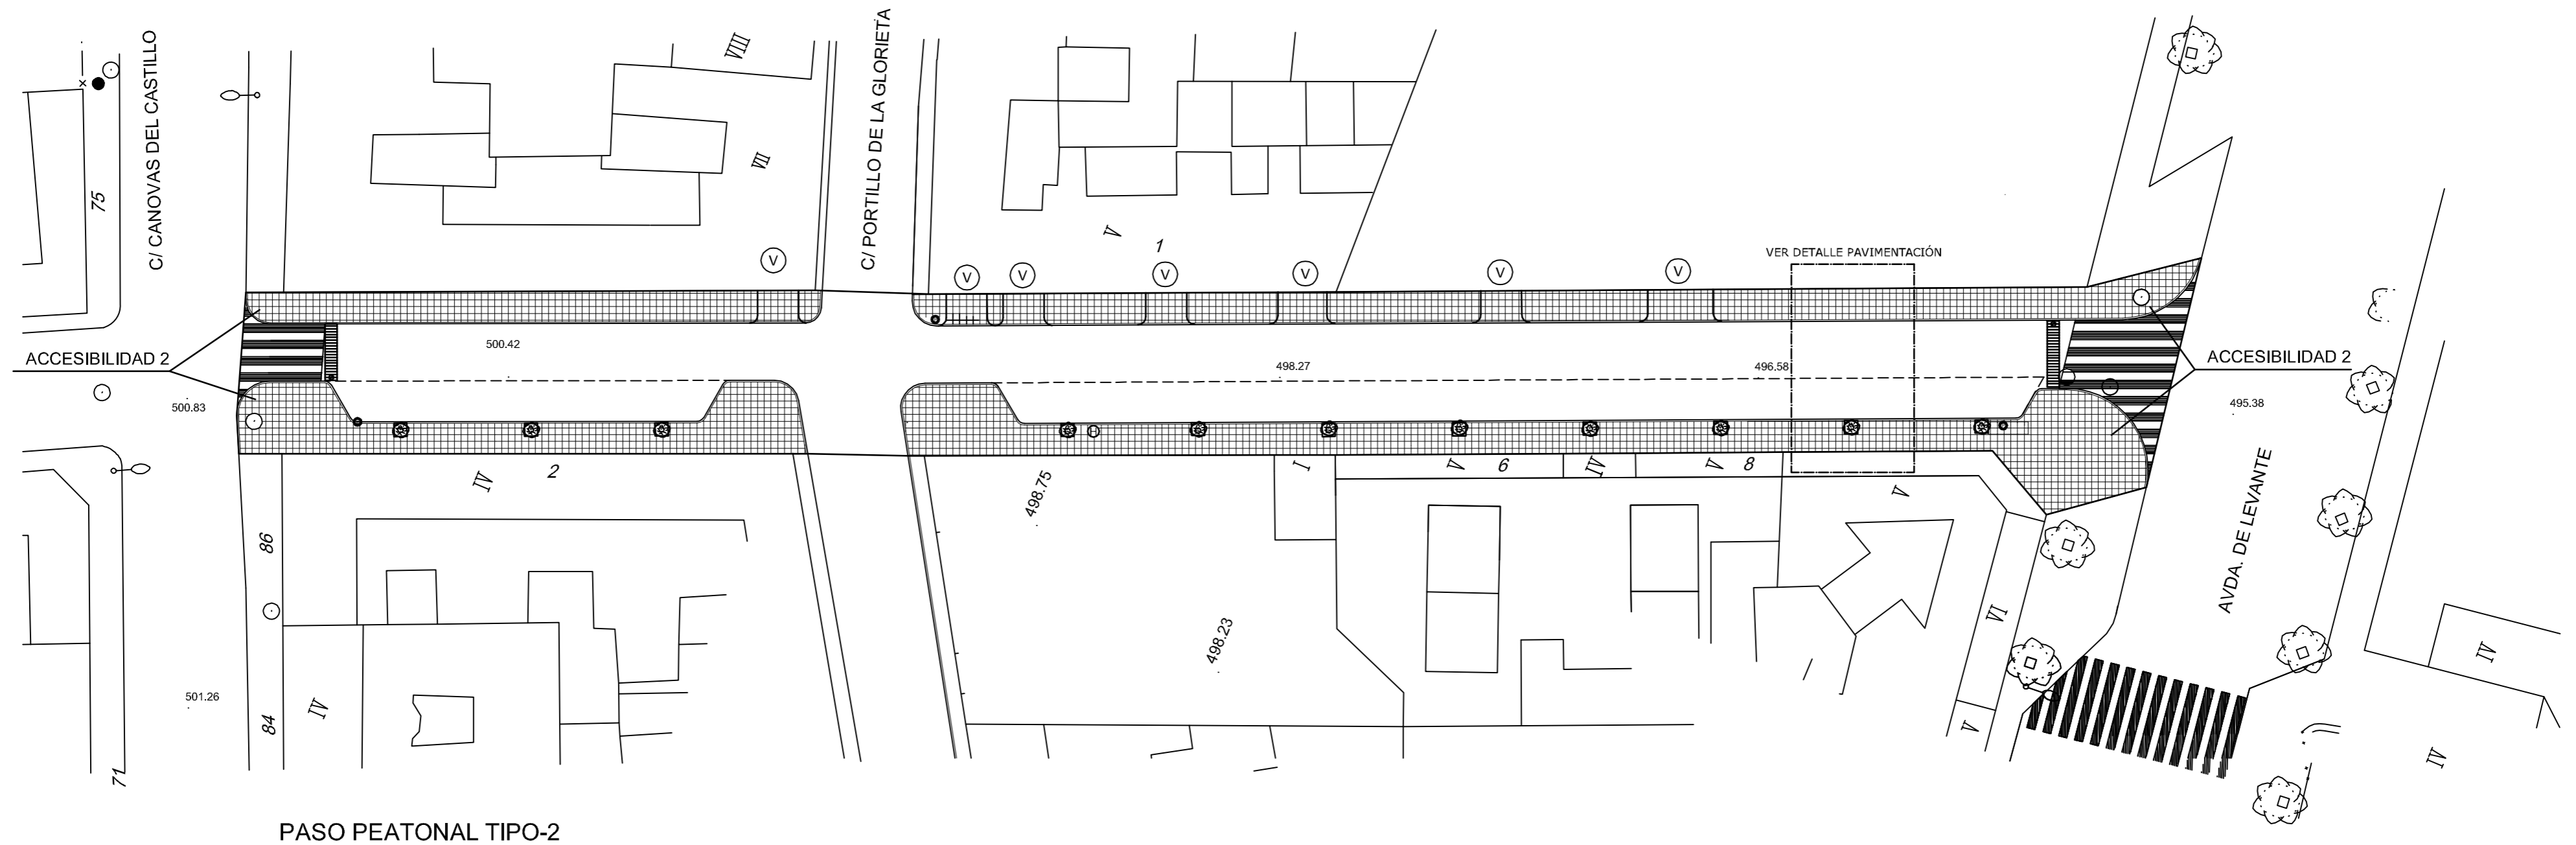 C/ CANOVAS DEL CASTILLO
75
VIII
VII
C/ PORTILLO DE LA GLORIETA
V
1
V
V
V
V
V
V
V
VER DETALLE PAVIMENTACIÓN
ACCESIBILIDAD 2
500.42
498.27
496.58
ACCESIBILIDAD 2
500.83
495.38
IV
2
498.75
I
V
6
IV
V
8
V
AVDA. DE LEVANTE
86
84
IV
501.26
71
498.23
VI
V
IV
IV
PASO PEATONAL TIPO-2